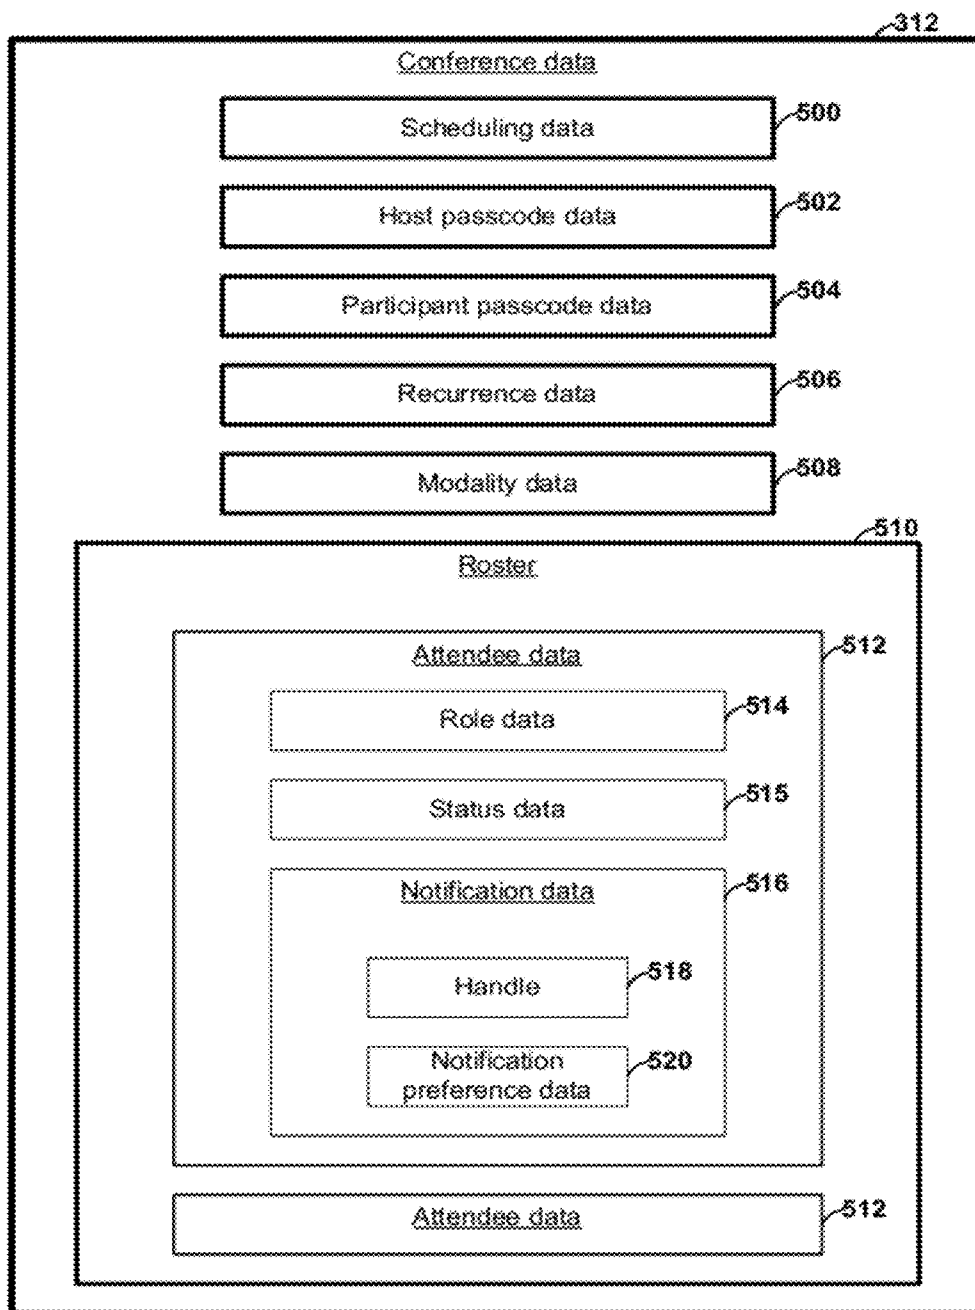 312
Conference data
Scheduling data 500
Host passcode data 502
Participant passcode data 504
Recurrence data 506
Modality data 508
510
Roster
Attendee data 512
Role data 514
Status data 515
Notification data 516
Handle 518
Notification 520
preference data
Attendee data 512